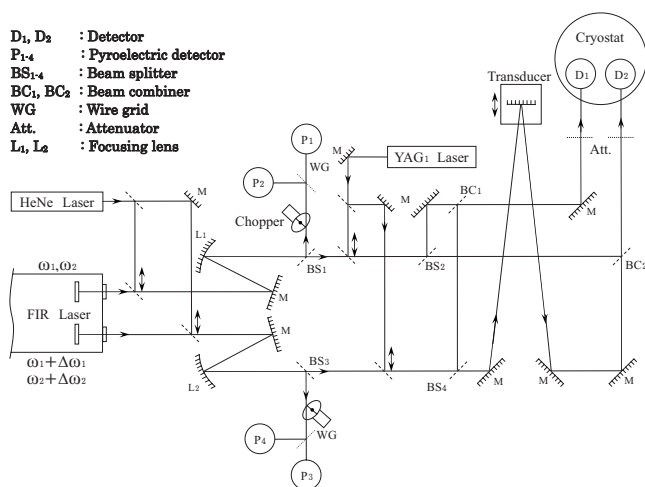 D₁, D₂ : Detector
P₁₋₄ : Pyroelectric detector
BS₁₋₄ : Beam splitter
BC₁, BC₂ : Beam combiner
WG : Wire grid
Att. : Attenuator
L₁, L₂ : Focusing lens
Cryostat
D₁
D₂
Transducer
Att.
P₁
WG
P₂
Chopper
M
YAG₁ Laser
HeNe Laser
M
M
BC₁
M
L₁
BS₁
BS₂
BC₂
ω₁,ω₂
FIR Laser
ω₁+Δω₁
ω₂+Δω₂
M
M
L₂
BS₃
BS₄
M
M
M
WG
P₄
P₃